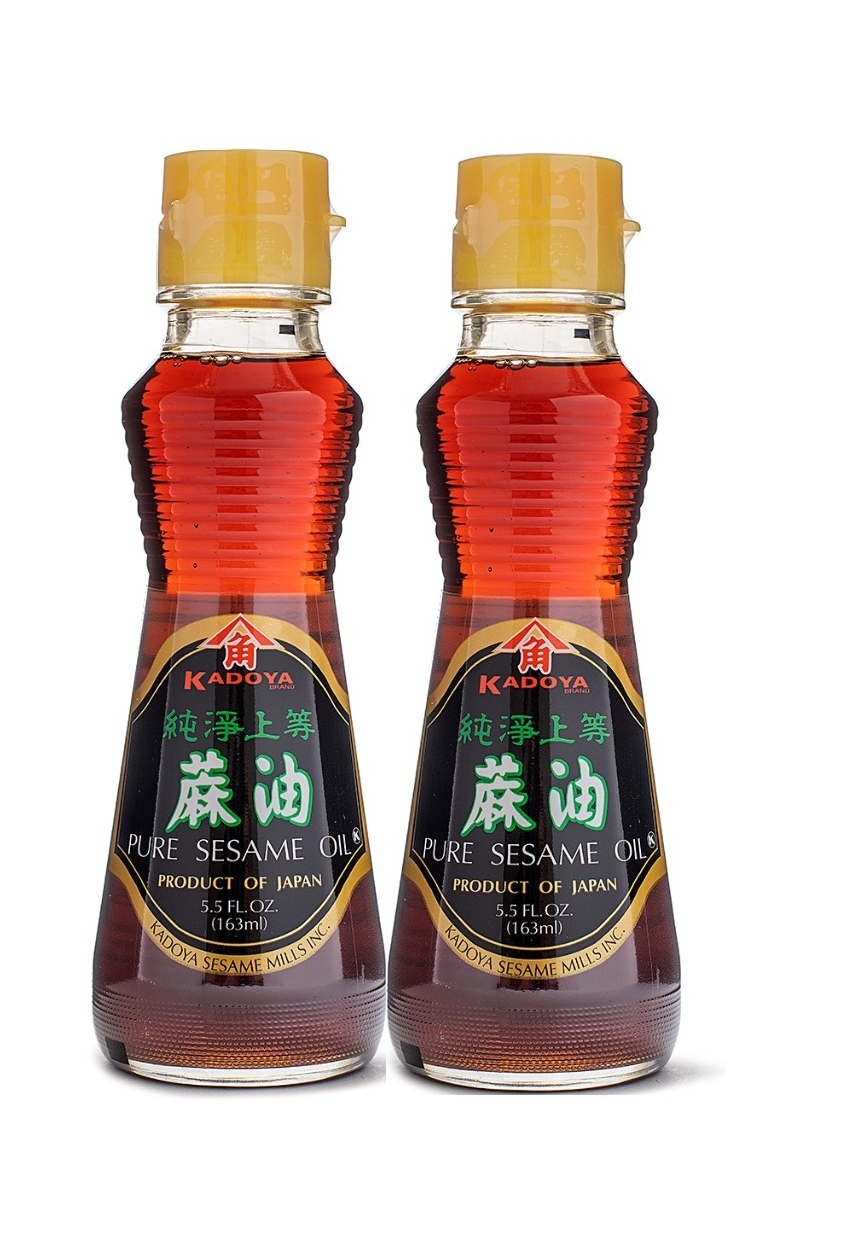 角
KADOYA
BRAND
純淨上等
蔴油
PURE SESAME OIL Ⓚ
PRODUCT OF JAPAN
5.5 FL.OZ.
(163ml)
KADOYA SESAME MILLS INC.
角
KADOYA
BRAND
純淨上等
蔴油
PURE SESAME OIL Ⓚ
PRODUCT OF JAPAN
5.5 FL.OZ.
(163ml)
KADOYA SESAME MILLS INC.